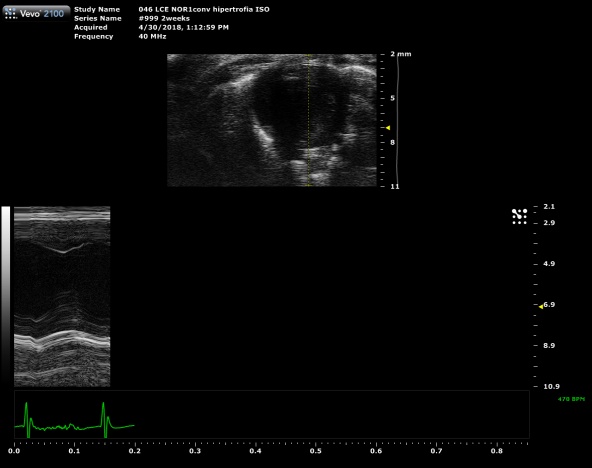 Vevo 2100
Study Name 046 LCE NOR1conv hipertrofia ISO
Series Name #999 2weeks
Acquired 4/30/2018, 1:12:59 PM
Frequency 40 MHz
2 mm
5
8
11
2.1
2.9
4.9
6.9
8.9
10.9
470 BPM
0.0 0.1 0.2 0.3 0.4 0.5 0.6 0.7 0.8